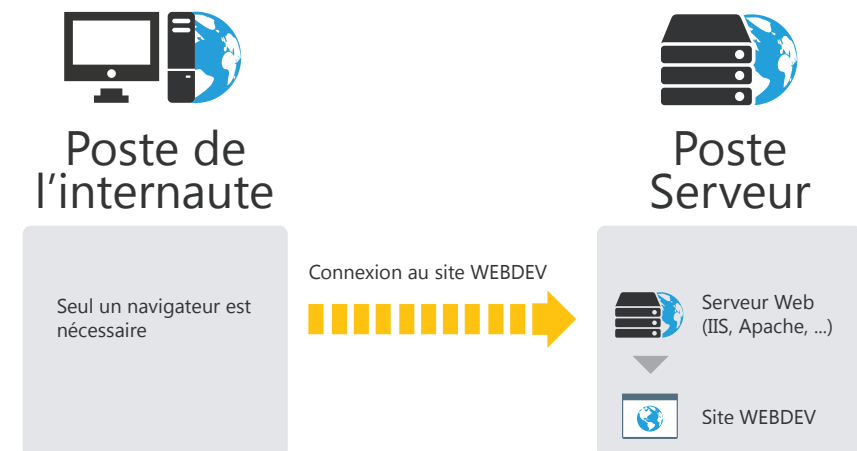 Poste de
l'internaute
Seul un navigateur est
nécessaire
Connexion au site WEBDEV
Poste
Serveur
Serveur Web
(IIS, Apache, ...)
Site WEBDEV